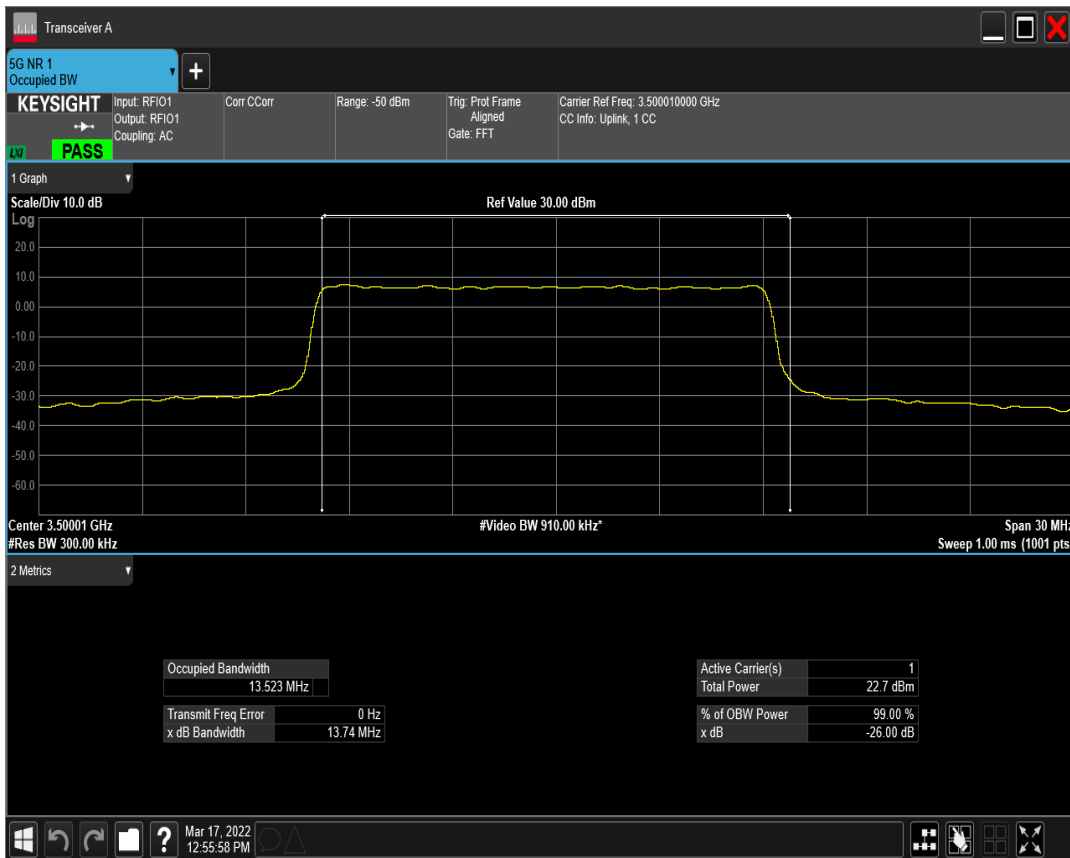 Transceiver A
5G NR 1
Occupied BW
+
KEYSIGHT
LXI
PASS
Input: RFIO1
Output: RFIO1
Coupling: AC
Corr CCorr
Range: -50 dBm
Trig: Prot Frame
Aligned
Gate: FFT
Carrier Ref Freq: 3.500010000 GHz
CC Info: Uplink, 1 CC
1 Graph
Scale/Div 10.0 dB
Ref Value 30.00 dBm
Log
20.0
10.0
0.00
-10.0
-20.0
-30.0
-40.0
-50.0
-60.0
Center 3.50001 GHz
#Video BW 910.00 kHz*
Span 30 MHz
#Res BW 300.00 kHz
Sweep 1.00 ms (1001 pts
2 Metrics
Occupied Bandwidth
13.523 MHz
Transmit Freq Error 0 Hz
x dB Bandwidth 13.74 MHz
Active Carrier(s) 1
Total Power 22.7 dBm
% of OBW Power 99.00 %
x dB -26.00 dB
?
Mar 17, 2022
12:55:58 PM